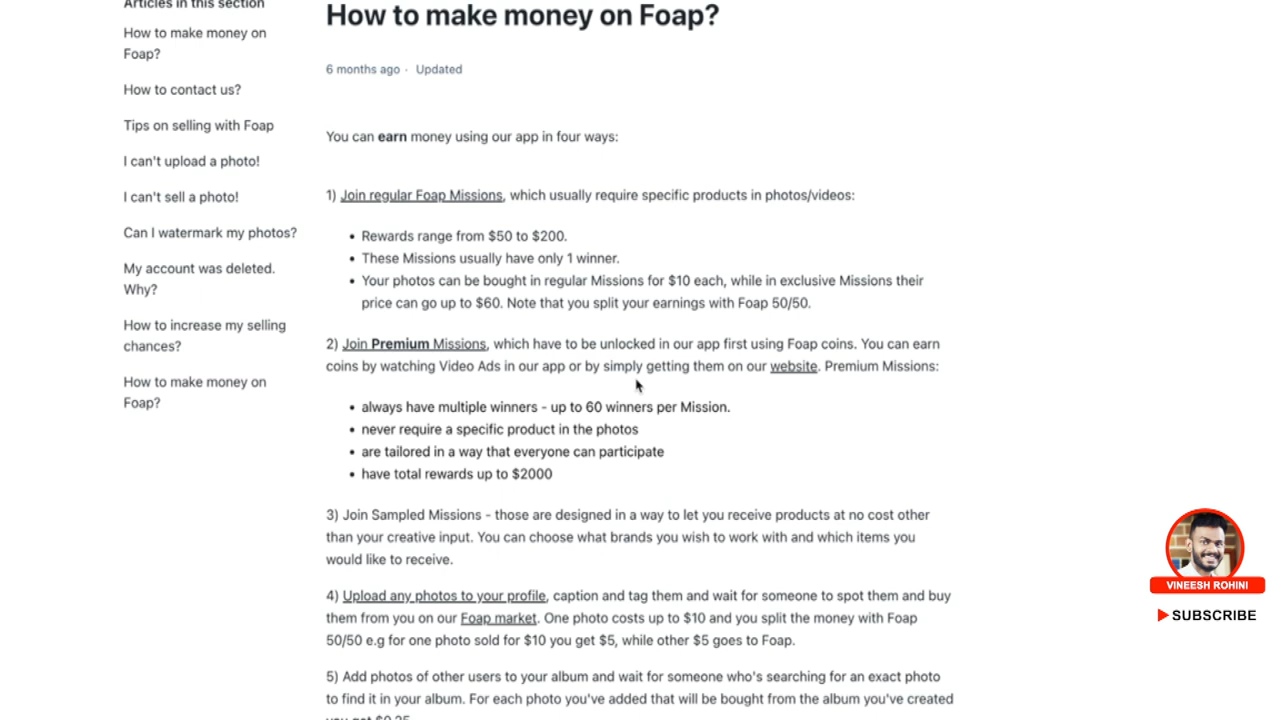 Articles in this section
How to make money on
Foap?
How to contact us?
Tips on selling with Foap
I can't upload a photo!
I can't sell a photo!
Can I watermark my photos?
My account was deleted.
Why?
How to increase my selling
chances?
How to make money on
Foap?
How to make money on Foap?
6 months ago · Updated
You can earn money using our app in four ways:
1) Join regular Foap Missions, which usually require specific products in photos/videos:
• Rewards range from $50 to $200.
• These Missions usually have only 1 winner.
• Your photos can be bought in regular Missions for $10 each, while in exclusive Missions their
price can go up to $60. Note that you split your earnings with Foap 50/50.
2) Join Premium Missions, which have to be unlocked in our app first using Foap coins. You can earn
coins by watching Video Ads in our app or by simply getting them on our website. Premium Missions:
• always have multiple winners - up to 60 winners per Mission.
• never require a specific product in the photos
• are tailored in a way that everyone can participate
• have total rewards up to $2000
3) Join Sampled Missions - those are designed in a way to let you receive products at no cost other
than your creative input. You can choose what brands you wish to work with and which items you
would like to receive.
4) Upload any photos to your profile, caption and tag them and wait for someone to spot them and buy
them from you on our Foap market. One photo costs up to $10 and you split the money with Foap
50/50 e.g for one photo sold for $10 you get $5, while other $5 goes to Foap.
5) Add photos of other users to your album and wait for someone who's searching for an exact photo
to find it in your album. For each photo you've added that will be bought from the album you've created
you get $0.25
VINEESH ROHINI
SUBSCRIBE